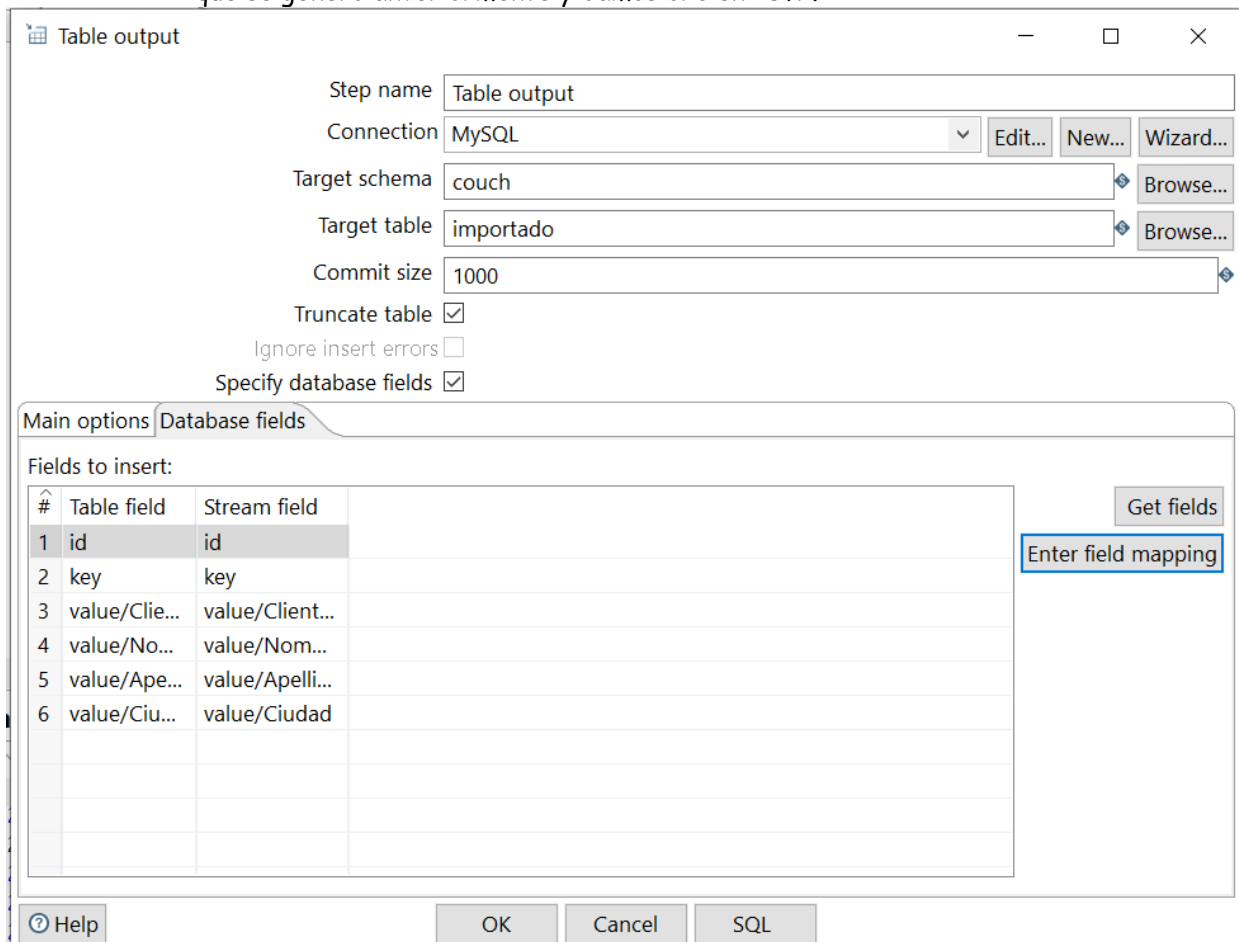 Table output
Step name Table output
Connection MySQL Edit... New... Wizard...
Target schema couch Browse...
Target table importado Browse...
Commit size 1000
Truncate table
Ignore insert errors
Specify database fields
Main options Database fields
Fields to insert:
# Table field Stream field Get fields
1 id id Enter field mapping
2 key key
3 value/Clie... value/Client...
4 value/No... value/Nom...
5 value/Ape... value/Apelli...
6 value/Ciu... value/Ciudad
Help OK Cancel SQL